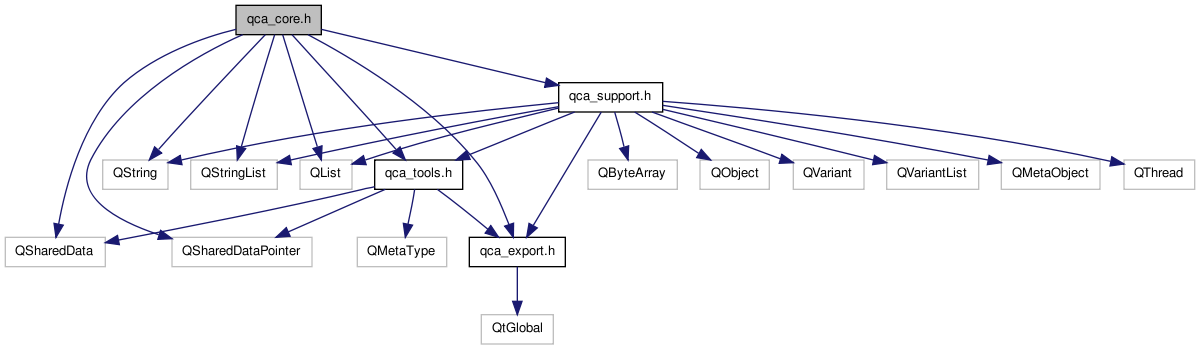 qca_core.h
qca_support.h
QString
QStringList
QList
qca_tools.h
QByteArray
QObject
QVariant
QVariantList
QMetaObject
QThread
QSharedData
QSharedDataPointer
QMetaType
qca_export.h
QtGlobal